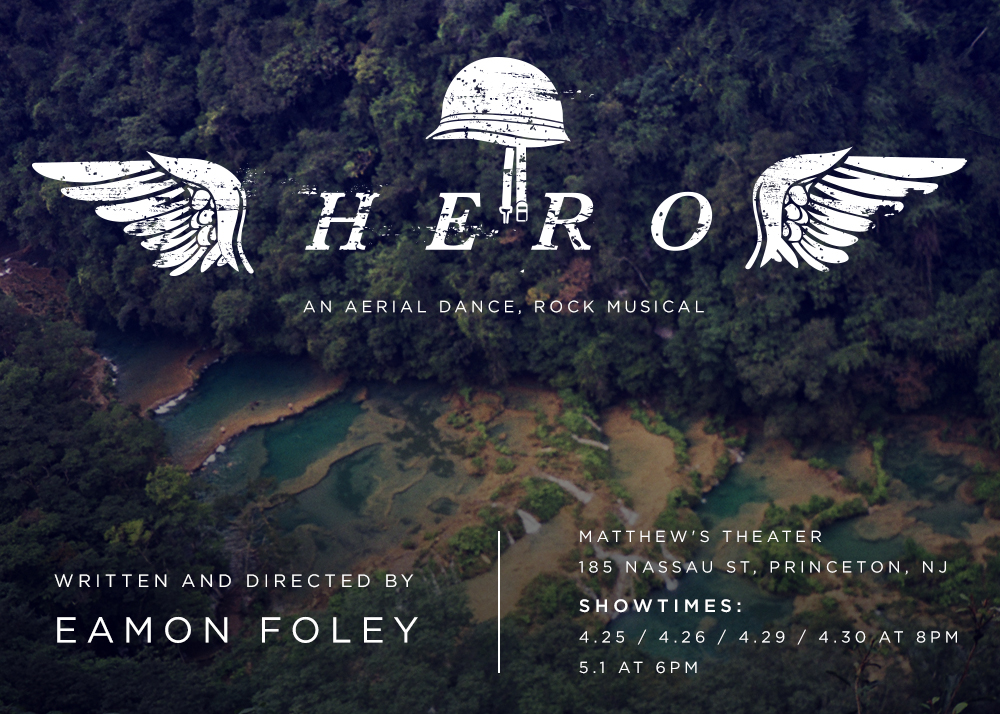 HERO
AN AERIAL DANCE, ROCK MUSICAL
WRITTEN AND DIRECTED BY
EAMON FOLEY
MATTHEW'S THEATER
185 NASSAU ST, PRINCETON, NJ
SHOWTIMES:
4.25 / 4.26 / 4.29 / 4.30 AT 8PM
5.1 AT 6PM